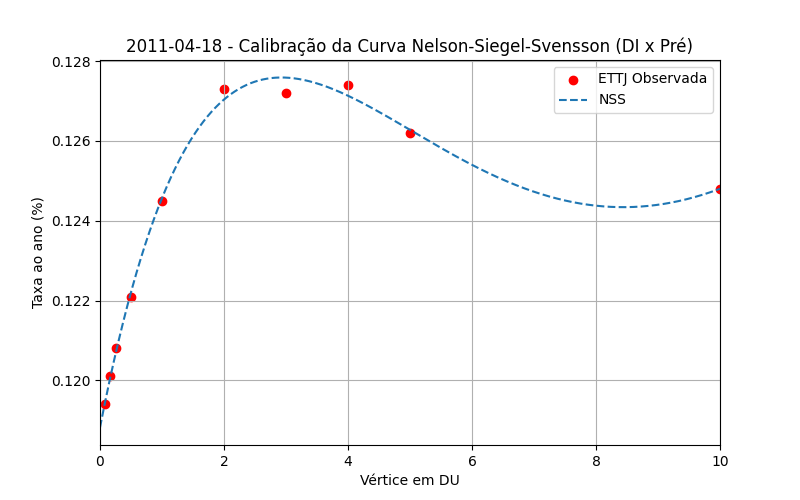 2011-04-18 - Calibração da Curva Nelson-Siegel-Svensson (DI x Pré)
0.128
0.126
0.124
0.122
0.120
Taxa ao ano (%)
ETTJ Observada
NSS
0 2 4 6 8 10
Vértice em DU